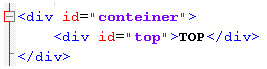 <div id="conteiner">
<div id="top">TOP</div>
</div>